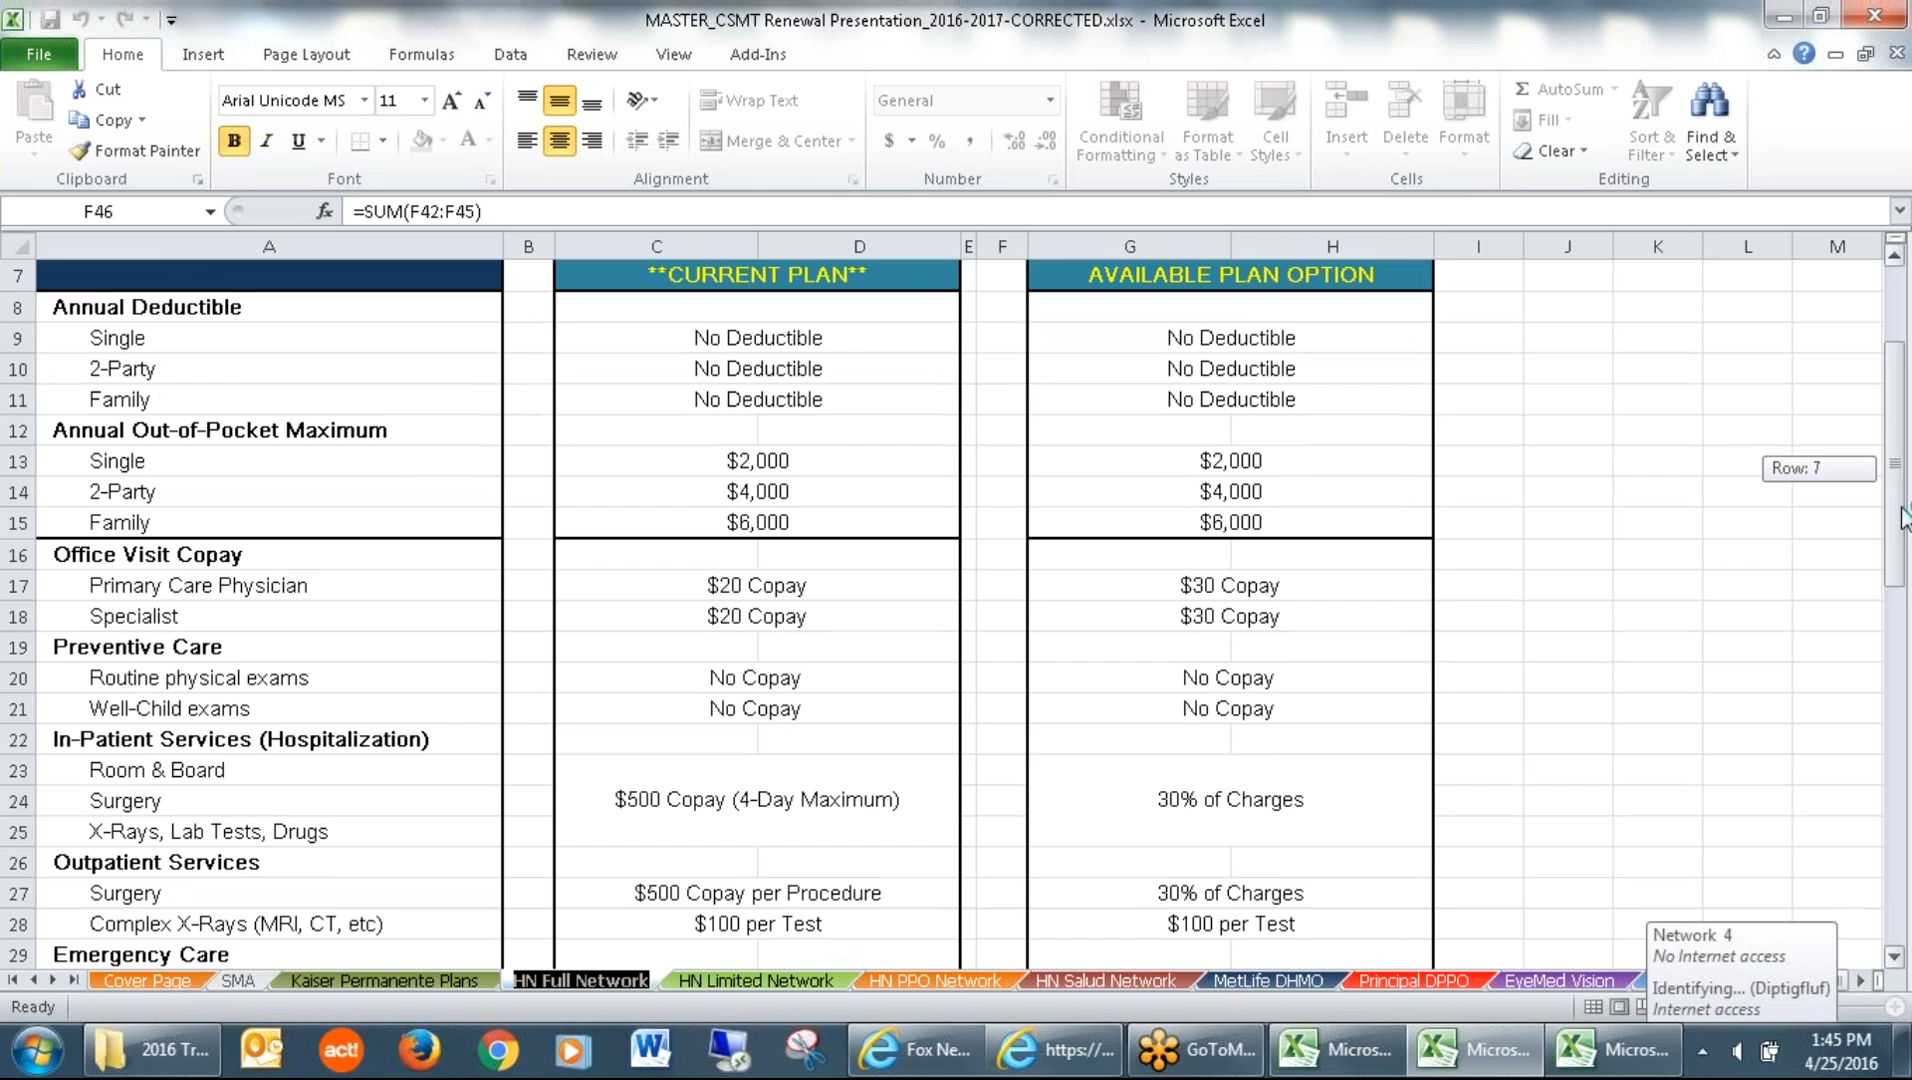 MASTER_CSMT Renewal Presentation_2016-2017-CORRECTED.xlsx - Microsoft Excel
File Home Insert Page Layout Formulas Data Review View Add-Ins
Paste
Cut
Copy
Format Painter
Clipboard
Arial Unicode MS 11
B I U
Font
Wrap Text
Merge & Center
Alignment
General
$ % ,
Number
Conditional Formatting
Format as Table
Cell Styles
Styles
Insert Delete Format
Cells
AutoSum
Fill
Clear
Sort & Filter
Find & Select
Editing
F46 fx =SUM(F42:F45)
A B C D E F G H I J K L M
7 **CURRENT PLAN** AVAILABLE PLAN OPTION
8 Annual Deductible
9 Single No Deductible No Deductible
10 2-Party No Deductible No Deductible
11 Family No Deductible No Deductible
12 Annual Out-of-Pocket Maximum
13 Single $2,000 $2,000
14 2-Party $4,000 $4,000
15 Family $6,000 $6,000
16 Office Visit Copay
17 Primary Care Physician $20 Copay $30 Copay
18 Specialist $20 Copay $30 Copay
19 Preventive Care
20 Routine physical exams No Copay No Copay
21 Well-Child exams No Copay No Copay
22 In-Patient Services (Hospitalization)
23 Room & Board
24 Surgery $500 Copay (4-Day Maximum) 30% of Charges
25 X-Rays, Lab Tests, Drugs
26 Outpatient Services
27 Surgery $500 Copay per Procedure 30% of Charges
28 Complex X-Rays (MRI, CT, etc) $100 per Test $100 per Test
29 Emergency Care
Row: 7
Network 4
No Internet access
Identifying... (Diptigfluf)
Internet access
Cover Page SMA Kaiser Permanente Plans HN Full Network HN Limited Network HN PPO Network HN Salud Network MetLife DHMO Principal DPPO EyeMed Vision
Ready
2016 Tr... act! Fox Ne... https://... GoToM... Micros... Micros... Micros...
1:45 PM
4/25/2016